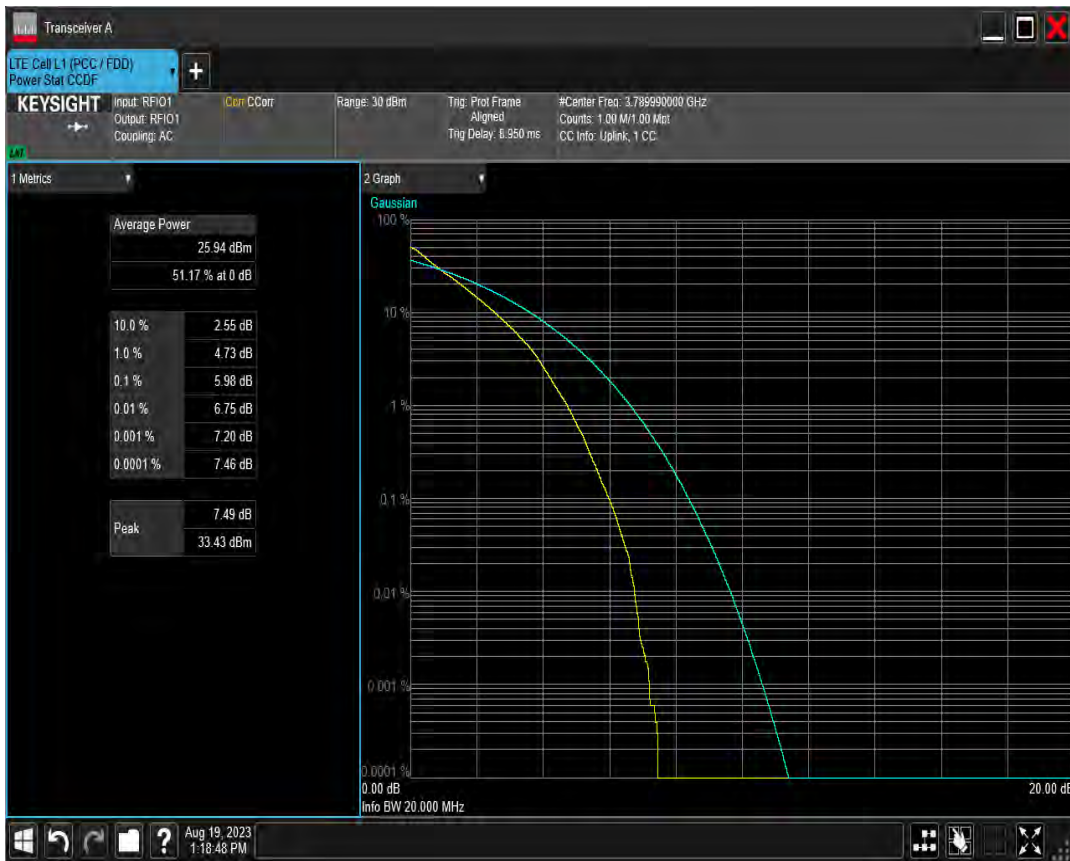 Transceiver A
LTE Cell L1 (PCC / FDD)
Power Stat CCDF
+
KEYSIGHT
Input: RFIO1
Output: RFIO1
Coupling: AC
Corr CCorr
Range: 30 dBm
Trig: Prot Frame
Aligned
Trig Delay: 8.950 ms
#Center Freq: 3.789990000 GHz
Counts: 1.00 M/1.00 Mpt
CC Info: Uplink, 1 CC
LXI
1 Metrics
Average Power
25.94 dBm
51.17 % at 0 dB
10.0 % 2.55 dB
1.0 % 4.73 dB
0.1 % 5.98 dB
0.01 % 6.75 dB
0.001 % 7.20 dB
0.0001 % 7.46 dB
Peak 7.49 dB
33.43 dBm
2 Graph
Gaussian
100 %
10 %
1 %
0.1 %
0.01 %
0.001 %
0.0001 %
0.00 dB 20.00 dB
Info BW 20.000 MHz
? Aug 19, 2023
1:18:48 PM